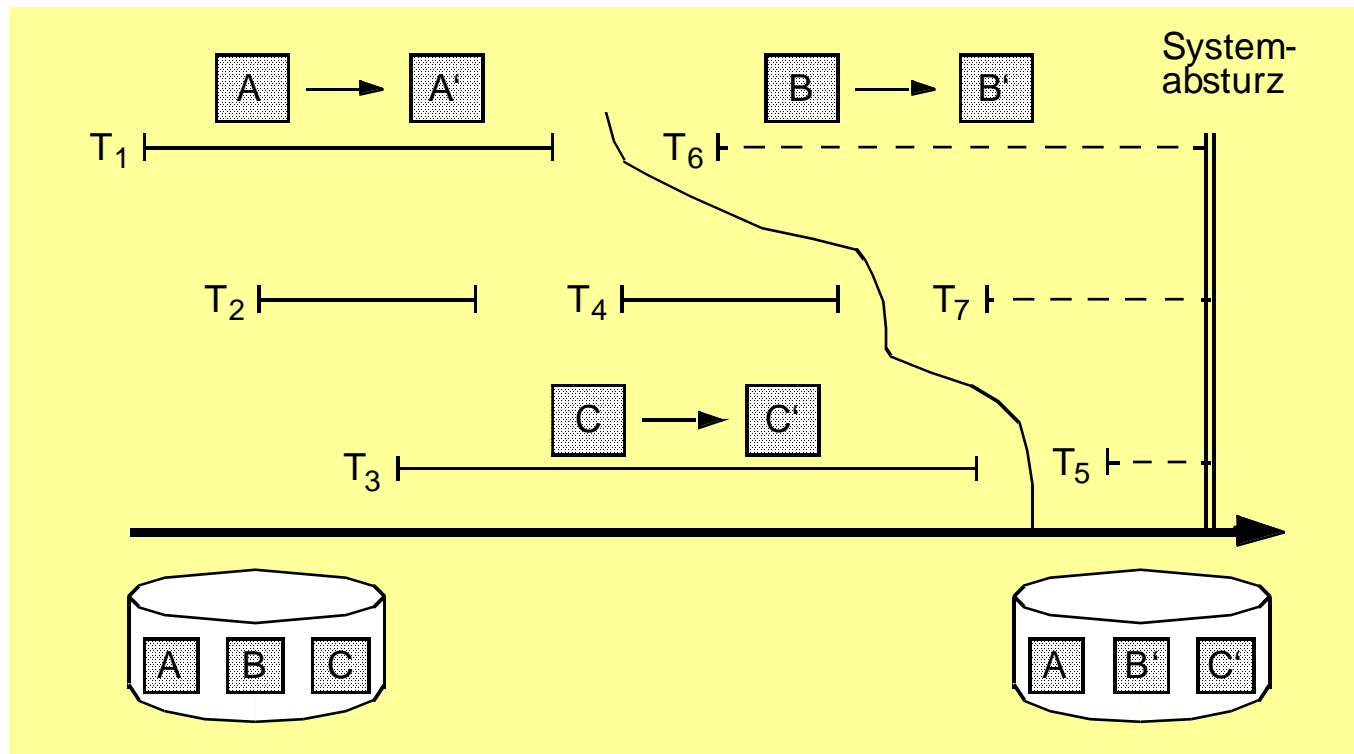 System-
absturz
A A‘ B B‘
T1 T6
T2 T4 T7
C C‘
T3 T5
A B C A B‘ C‘